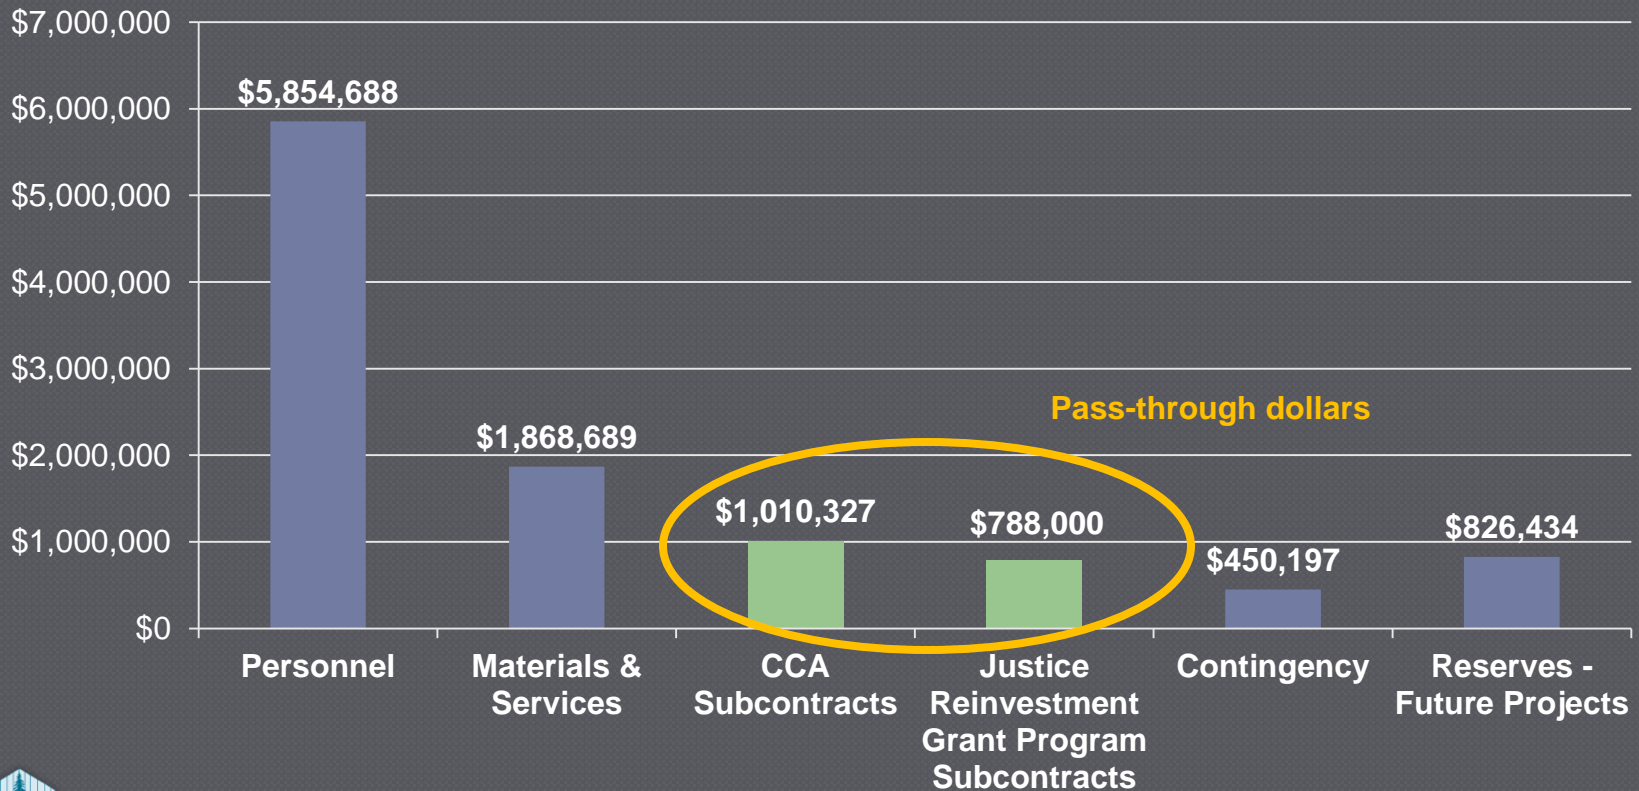 $7,000,000
$6,000,000
$5,000,000
$4,000,000
$3,000,000
$2,000,000
$1,000,000
$0
$5,854,688
$1,868,689
$1,010,327
$788,000
$450,197
$826,434
Pass-through dollars
Personnel
Materials &
Services
CCA
Subcontracts
Justice
Reinvestment
Grant Program
Subcontracts
Contingency
Reserves -
Future Projects